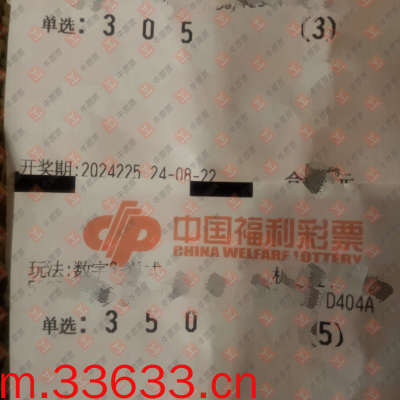 单选: 3 0 5 (3)
开奖期:2024225 24-08-22
中国福利彩票
CHINA WELFARE LOTTERY
玩法:数字
D404A
单选: 3 5 0 (5)
m.33633.cn